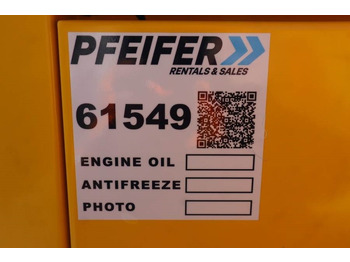 PFEIFER
RENTALS & SALES
61549
ENGINE OIL
ANTIFREEZE
PHOTO